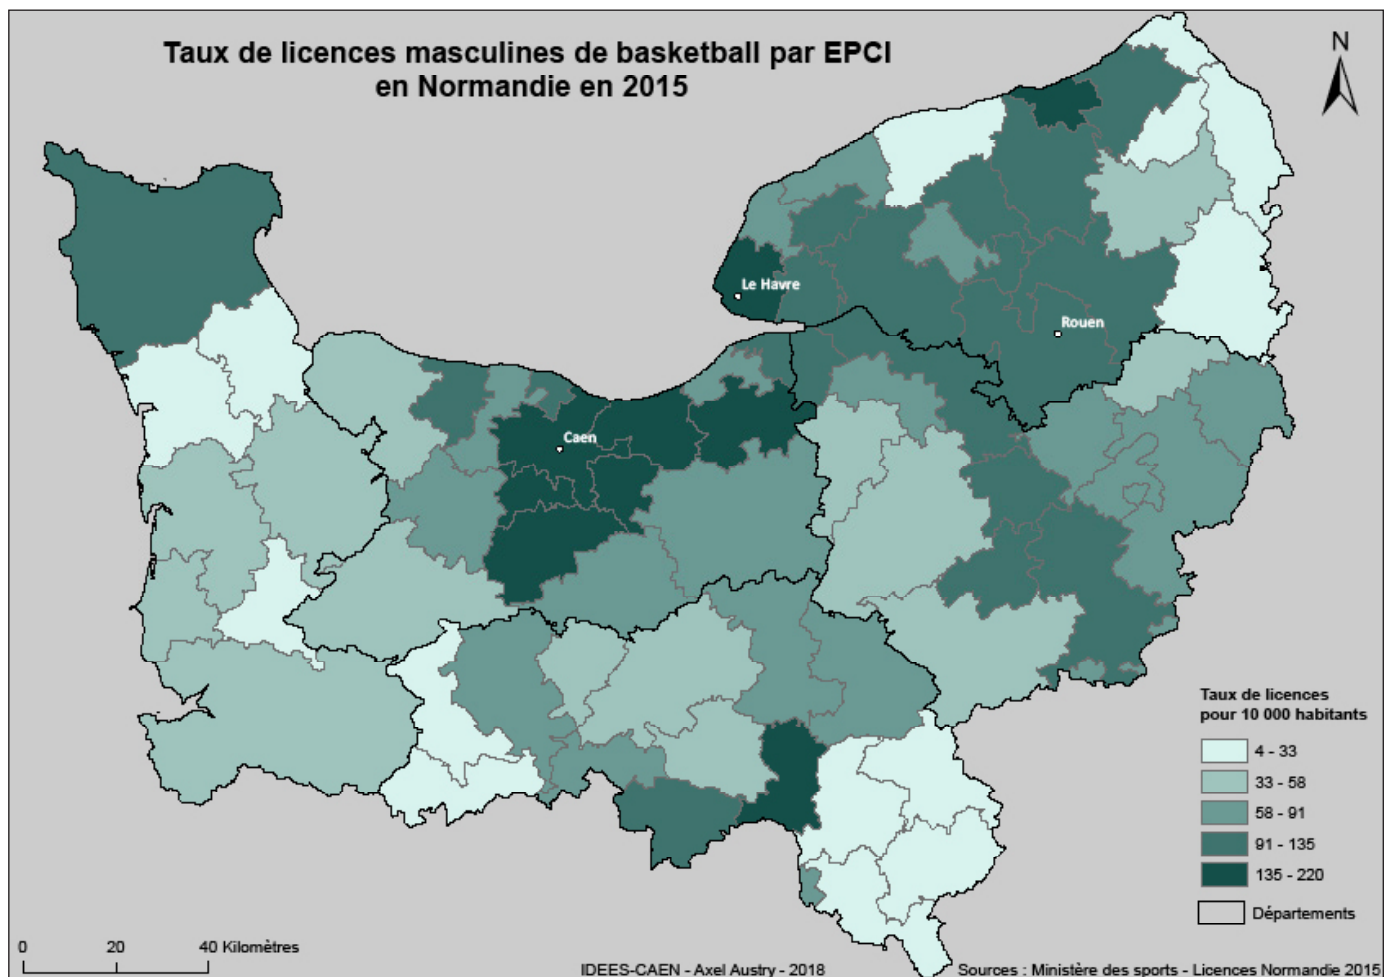 Taux de licences masculines de basketball par EPCI
en Normandie en 2015
N
Le Havre
Rouen
Caen
Taux de licences
pour 10 000 habitants
4 - 33
33 - 58
58 - 91
91 - 135
135 - 220
Départements
0 20 40 Kilomètres
IDEES-CAEN - Axel Austry - 2018
Sources : Ministère des sports - Licences Normandie 2015